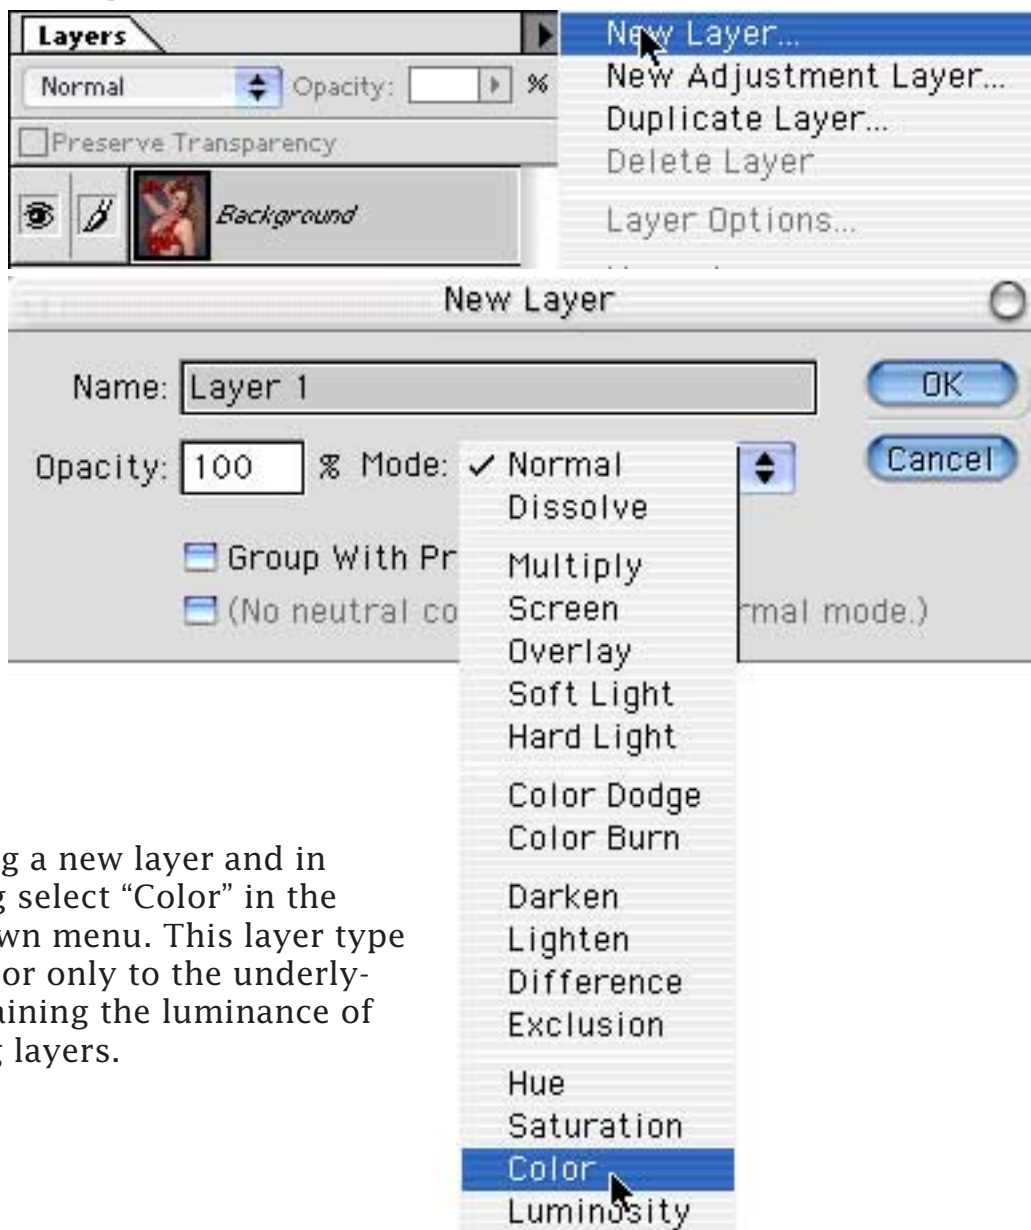 Layers
New Layer...
Normal
Opacity: %
New Adjustment Layer...
Duplicate Layer...
Preserve Transparency
Delete Layer
Background
Layer Options...
New Layer
Name: Layer 1
OK
Opacity: 100 % Mode: ✓ Normal
Cancel
Dissolve
Group With Pr
Multiply
(No neutral co
Screen
rmal mode.)
Overlay
Soft Light
Hard Light
Color Dodge
Color Burn
g a new layer and in
g select “Color” in the
wn menu. This layer type
or only to the underly-
aining the luminance of
g layers.
Darken
Lighten
Difference
Exclusion
Hue
Saturation
Color
Luminosity